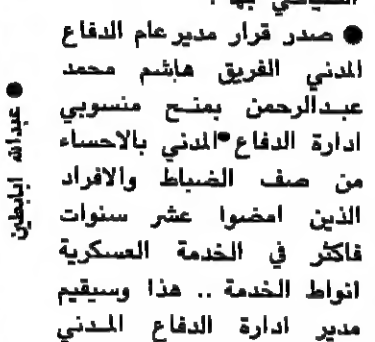 ● صدر قرار مدير عام الدفاع
المدني الفريق هاشم محمد
عبدالرحمن بمنح منسوبي
ادارة الدفاع المدني بالاحساء
من صف الضباط والافراد
الذين امضوا عشر سنوات
فاكثر في الخدمة العسكرية
انواط الخدمة .. هذا وسيقيم
مدير ادارة الدفاع المدني
● عبدالله ابابطين